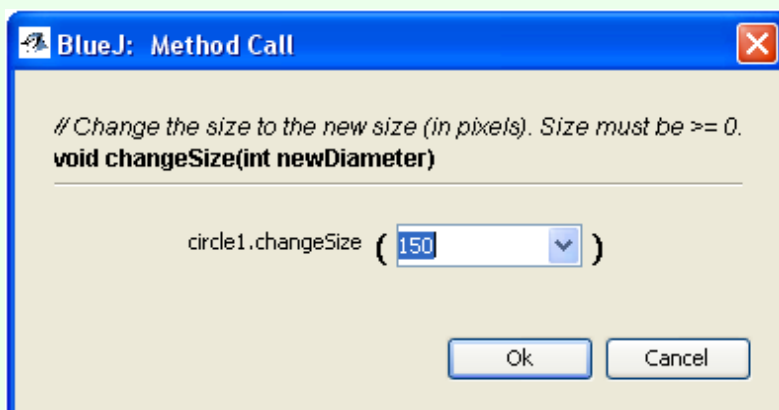 BlueJ: Method Call
// Change the size to the new size (in pixels). Size must be >= 0.
void changeSize(int newDiameter)
circle1.changeSize ( 150 )
Ok Cancel